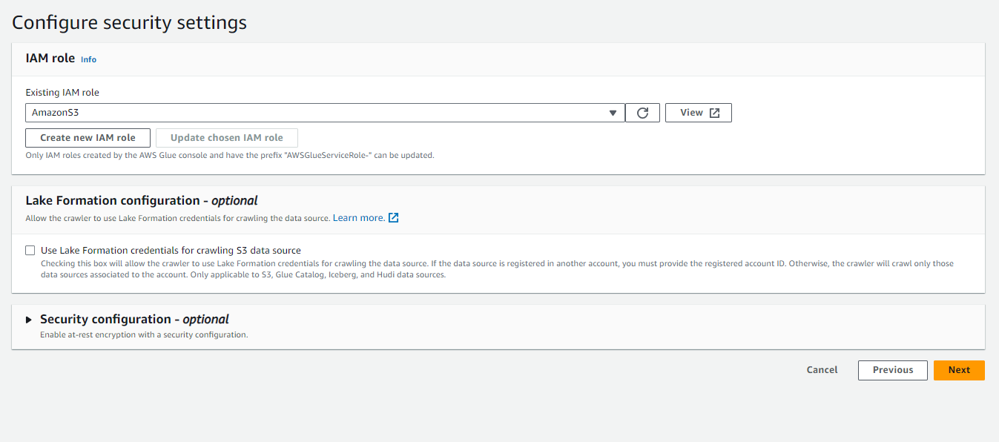 Configure security settings
IAM role Info
Existing IAM role
AmazonS3
View
Create new IAM role
Update chosen IAM role
Only IAM roles created by the AWS Glue console and have the prefix "AWSGlueServiceRole-" can be updated.
Lake Formation configuration - optional
Allow the crawler to use Lake Formation credentials for crawling the data source. Learn more.
Use Lake Formation credentials for crawling S3 data source
Checking this box will allow the crawler to use Lake Formation credentials for crawling the data source. If the data source is registered in another account, you must provide the registered account ID. Otherwise, the crawler will crawl only those
data sources associated to the account. Only applicable to S3, Glue Catalog, Iceberg, and Hudi data sources.
Security configuration - optional
Enable at-rest encryption with a security configuration.
Cancel
Previous
Next